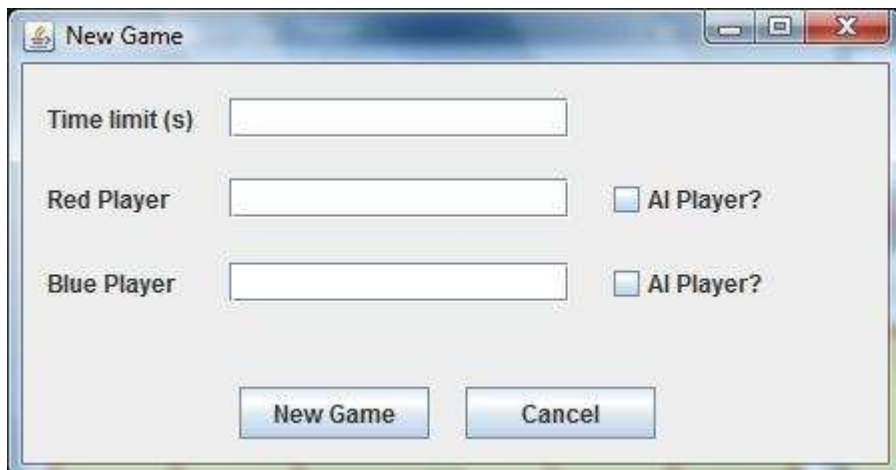 New Game
Time limit (s)
Red Player AI Player?
Blue Player AI Player?
New Game Cancel